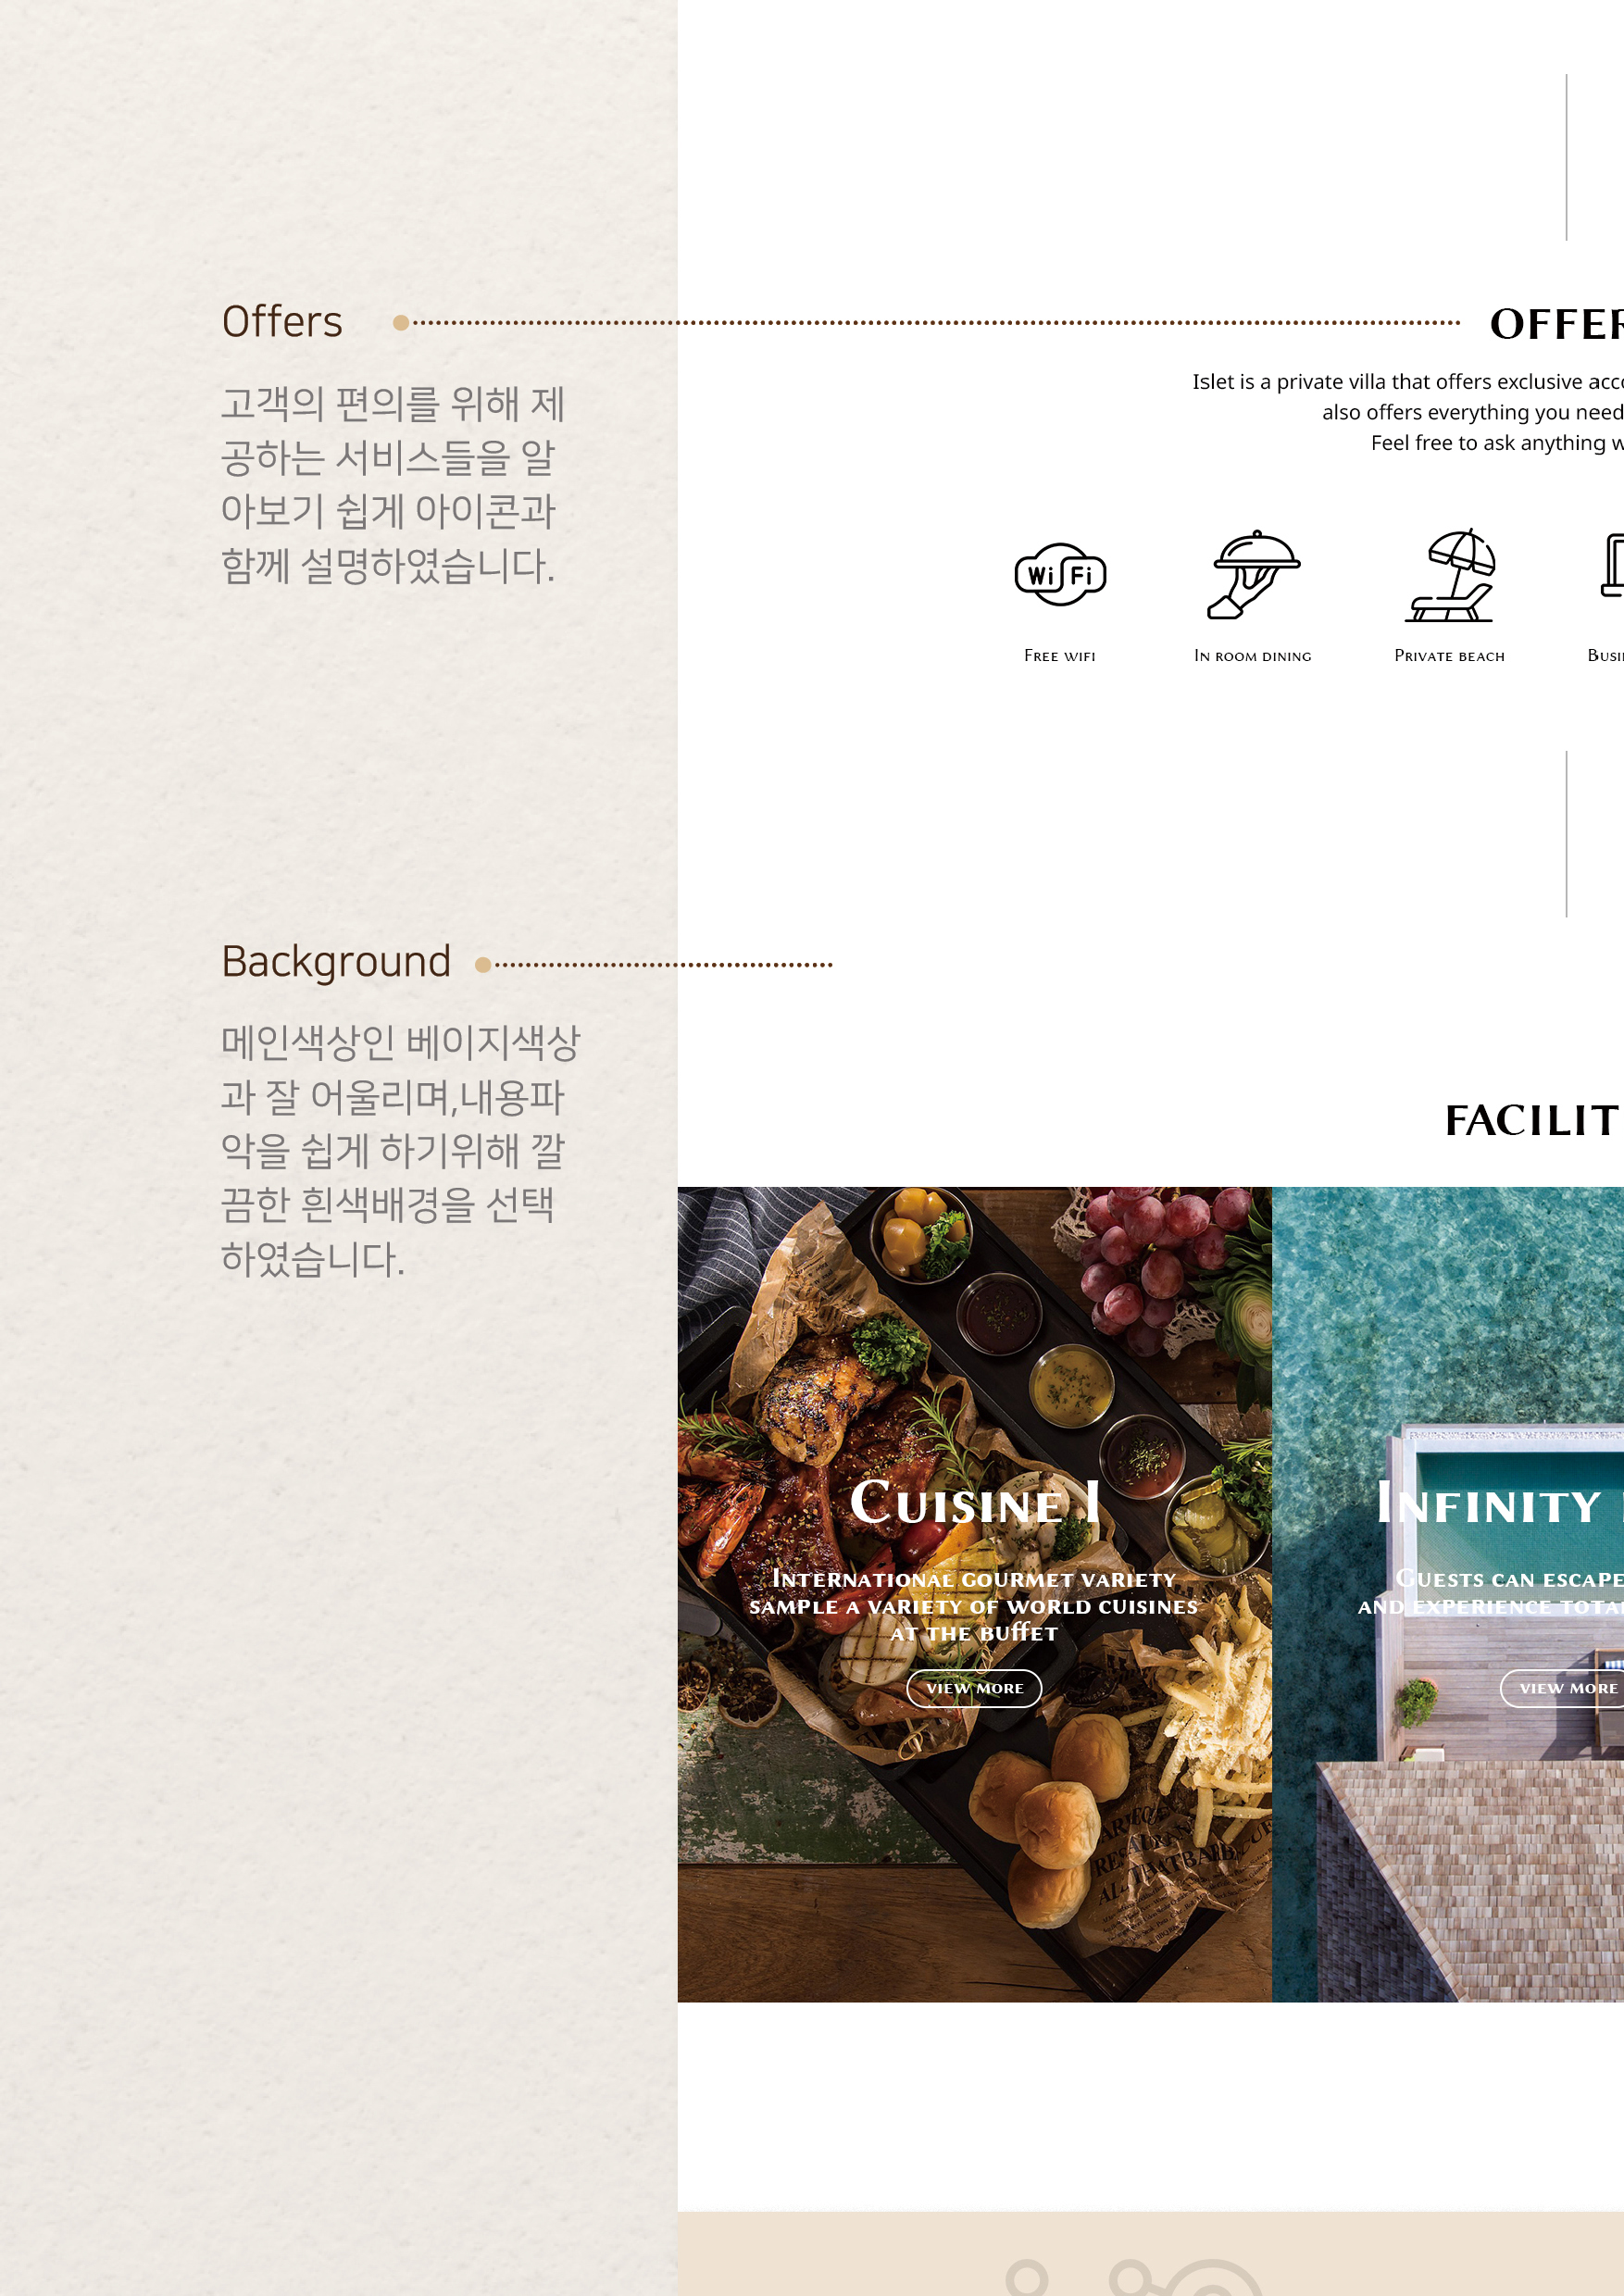 Offers
고객의 편의를 위해 제
공하는 서비스들을 알
아보기 쉽게 아이콘과
함께 설명하였습니다.
OFFER
Islet is a private villa that offers exclusive acco
also offers everything you need
Feel free to ask anything w
WiFi
Free wifi
In room dining
Private beach
Busin
Background
메인색상인 베이지색상
과 잘 어울리며,내용파
악을 쉽게 하기위해 깔
끔한 흰색배경을 선택
하였습니다.
FACILIT
Cuisine I
International gourmet variety
sample a variety of world cuisines
at the buffet
view more
Infinity
Guests can escape
and experience total
view more